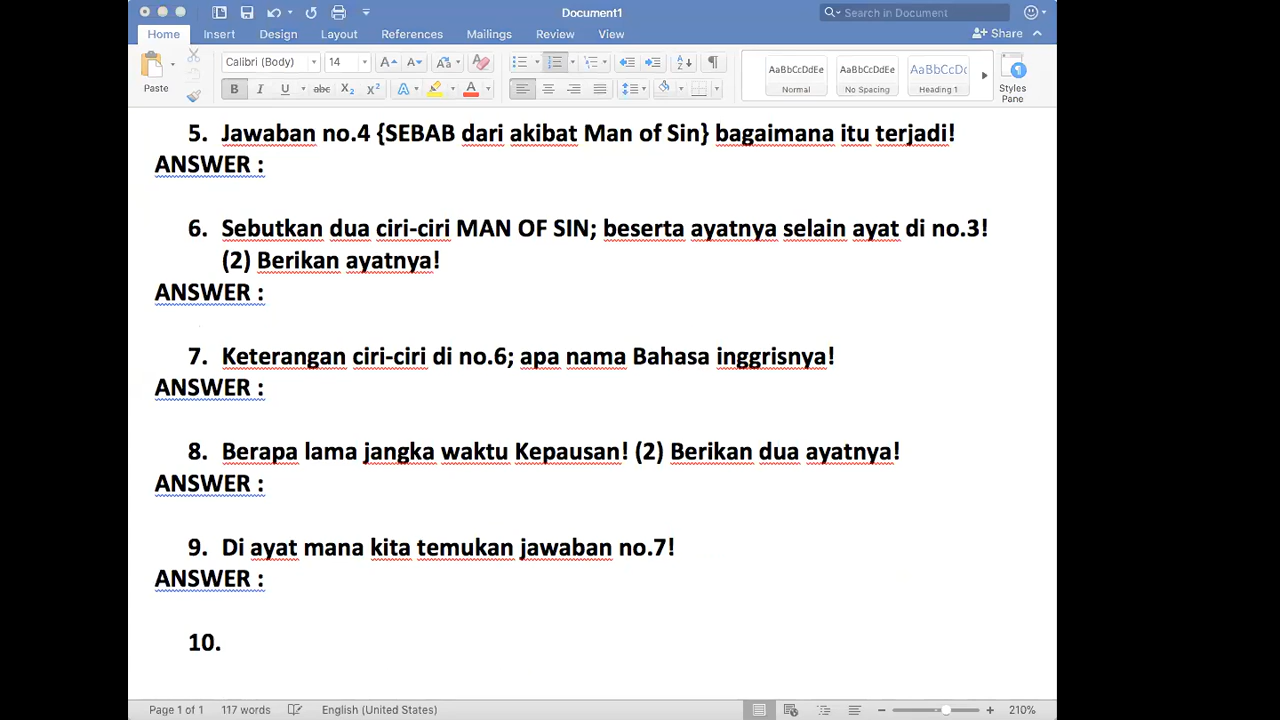 Document1
Search in Document
Home Insert Design Layout References Mailings Review View
Share
Paste
Calibri (Body) 14
B I U abc X2 X2
AaBbCcDdEe AaBbCcDdEe AaBbCcDc
Normal No Spacing Heading 1
Styles Pane
5. Jawaban no.4 {SEBAB dari akibat Man of Sin} bagaimana itu terjadi!
ANSWER :
6. Sebutkan dua ciri-ciri MAN OF SIN; beserta ayatnya selain ayat di no.3!
(2) Berikan ayatnya!
ANSWER :
7. Keterangan ciri-ciri di no.6; apa nama Bahasa inggrisnya!
ANSWER :
8. Berapa lama jangka waktu Kepausan! (2) Berikan dua ayatnya!
ANSWER :
9. Di ayat mana kita temukan jawaban no.7!
ANSWER :
10.
Page 1 of 1 117 words English (United States) 210%